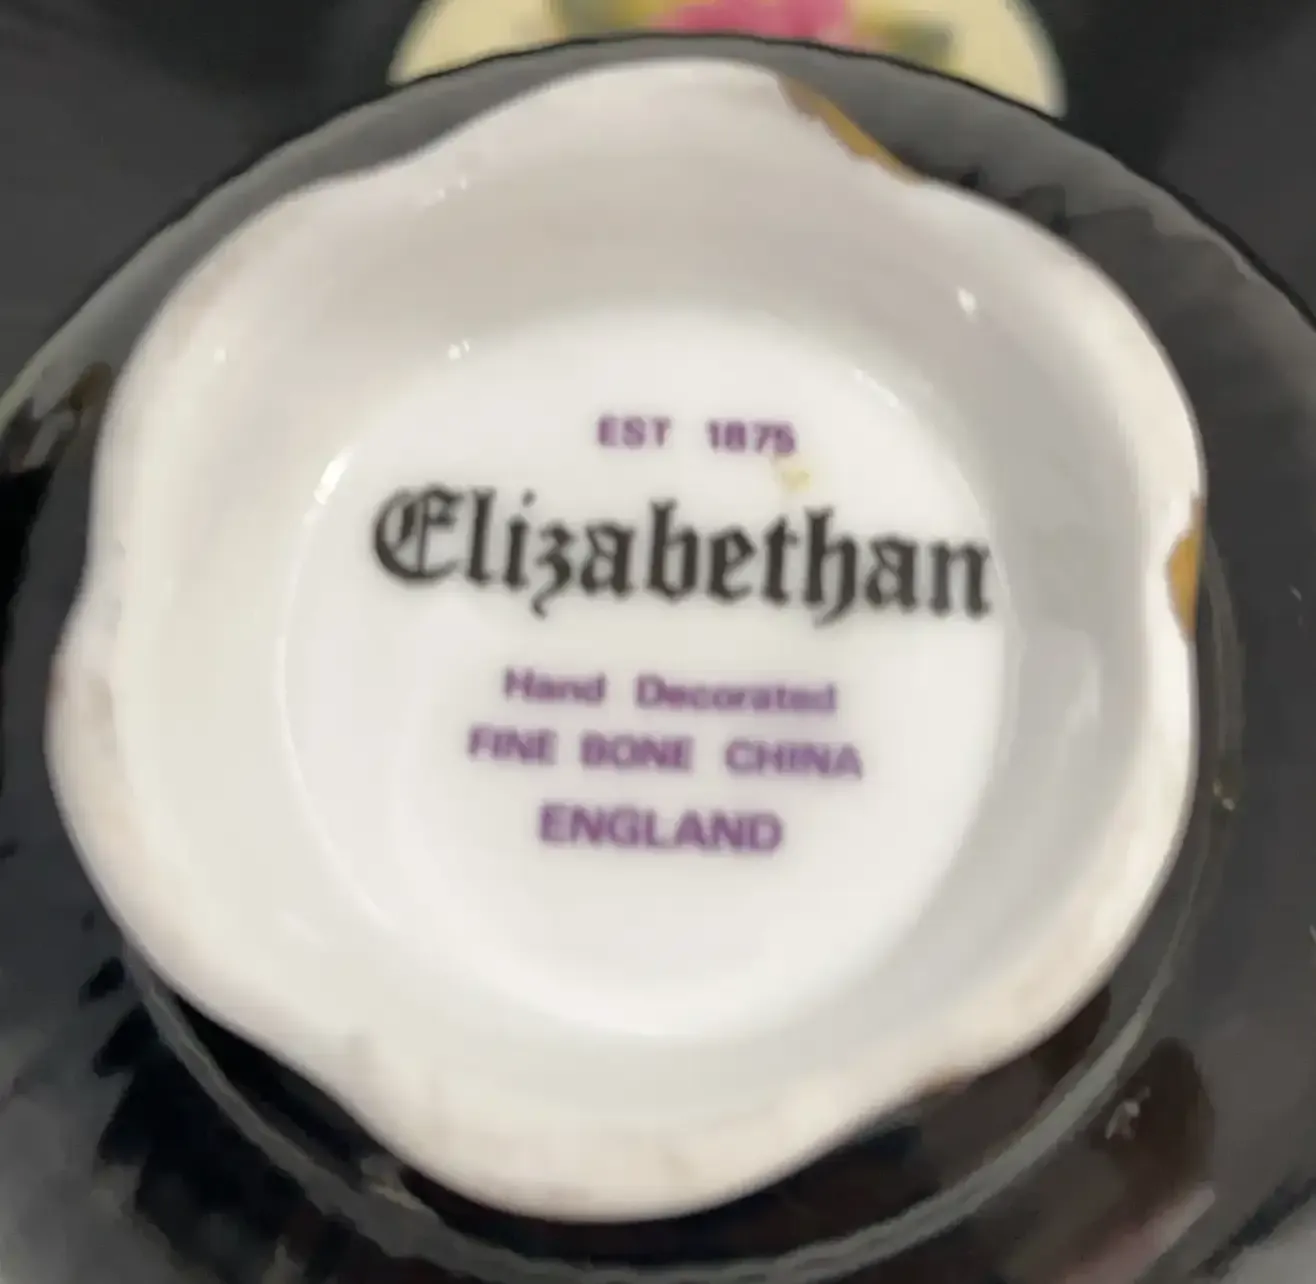 EST 1875
Elizabethan
Hand Decorated
FINE BONE CHINA
ENGLAND